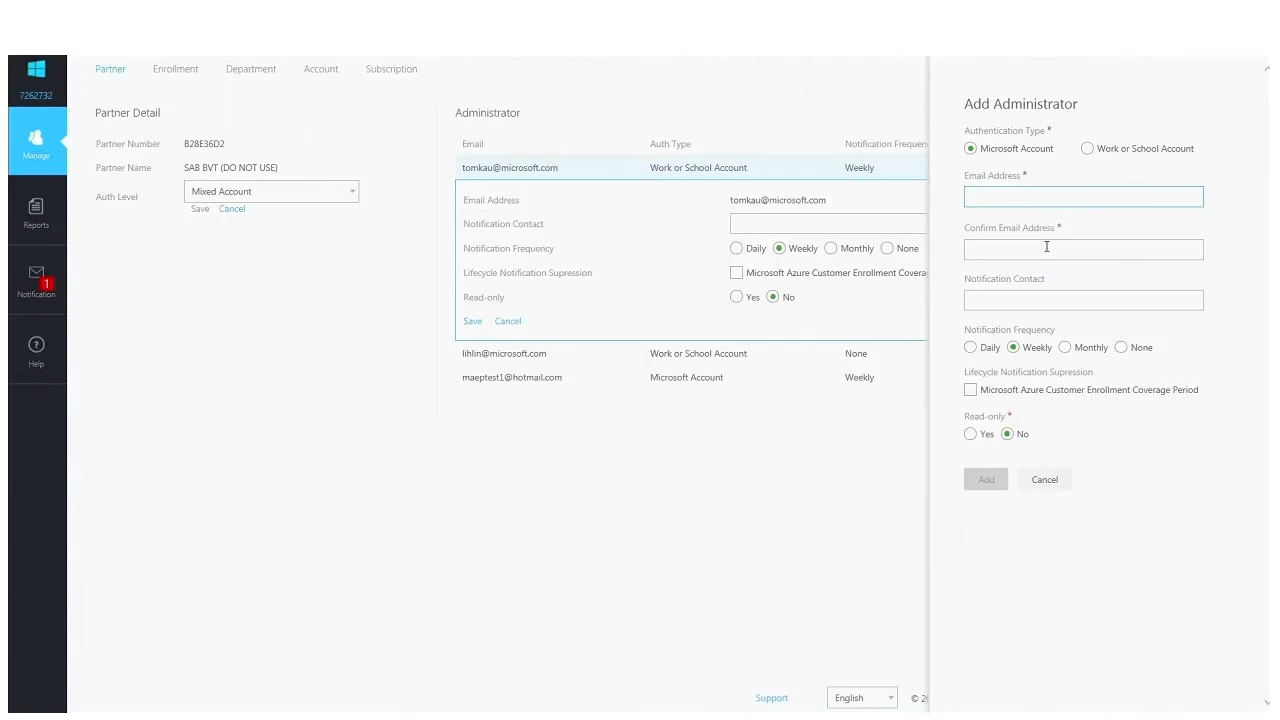 7262732
Manage
Reports
1
Notification
?
Help
Partner Enrollment Department Account Subscription
Partner Detail
Partner Number B28E36D2
Partner Name SAB BVT (DO NOT USE)
Auth Level Mixed Account
Save Cancel
Administrator
Email Auth Type Notification Frequen
tomkau@microsoft.com Work or School Account Weekly
Email Address tomkau@microsoft.com
Notification Contact
Notification Frequency Daily Weekly Monthly None
Lifecycle Notification Supression Microsoft Azure Customer Enrollment Covera
Read-only Yes No
Save Cancel
lihlin@microsoft.com Work or School Account None
maeptest1@hotmail.com Microsoft Account Weekly
Support English © 20
Add Administrator
Authentication Type *
Microsoft Account Work or School Account
Email Address *
Confirm Email Address *
Notification Contact
Notification Frequency
Daily Weekly Monthly None
Lifecycle Notification Supression
Microsoft Azure Customer Enrollment Coverage Period
Read-only *
Yes No
Add Cancel